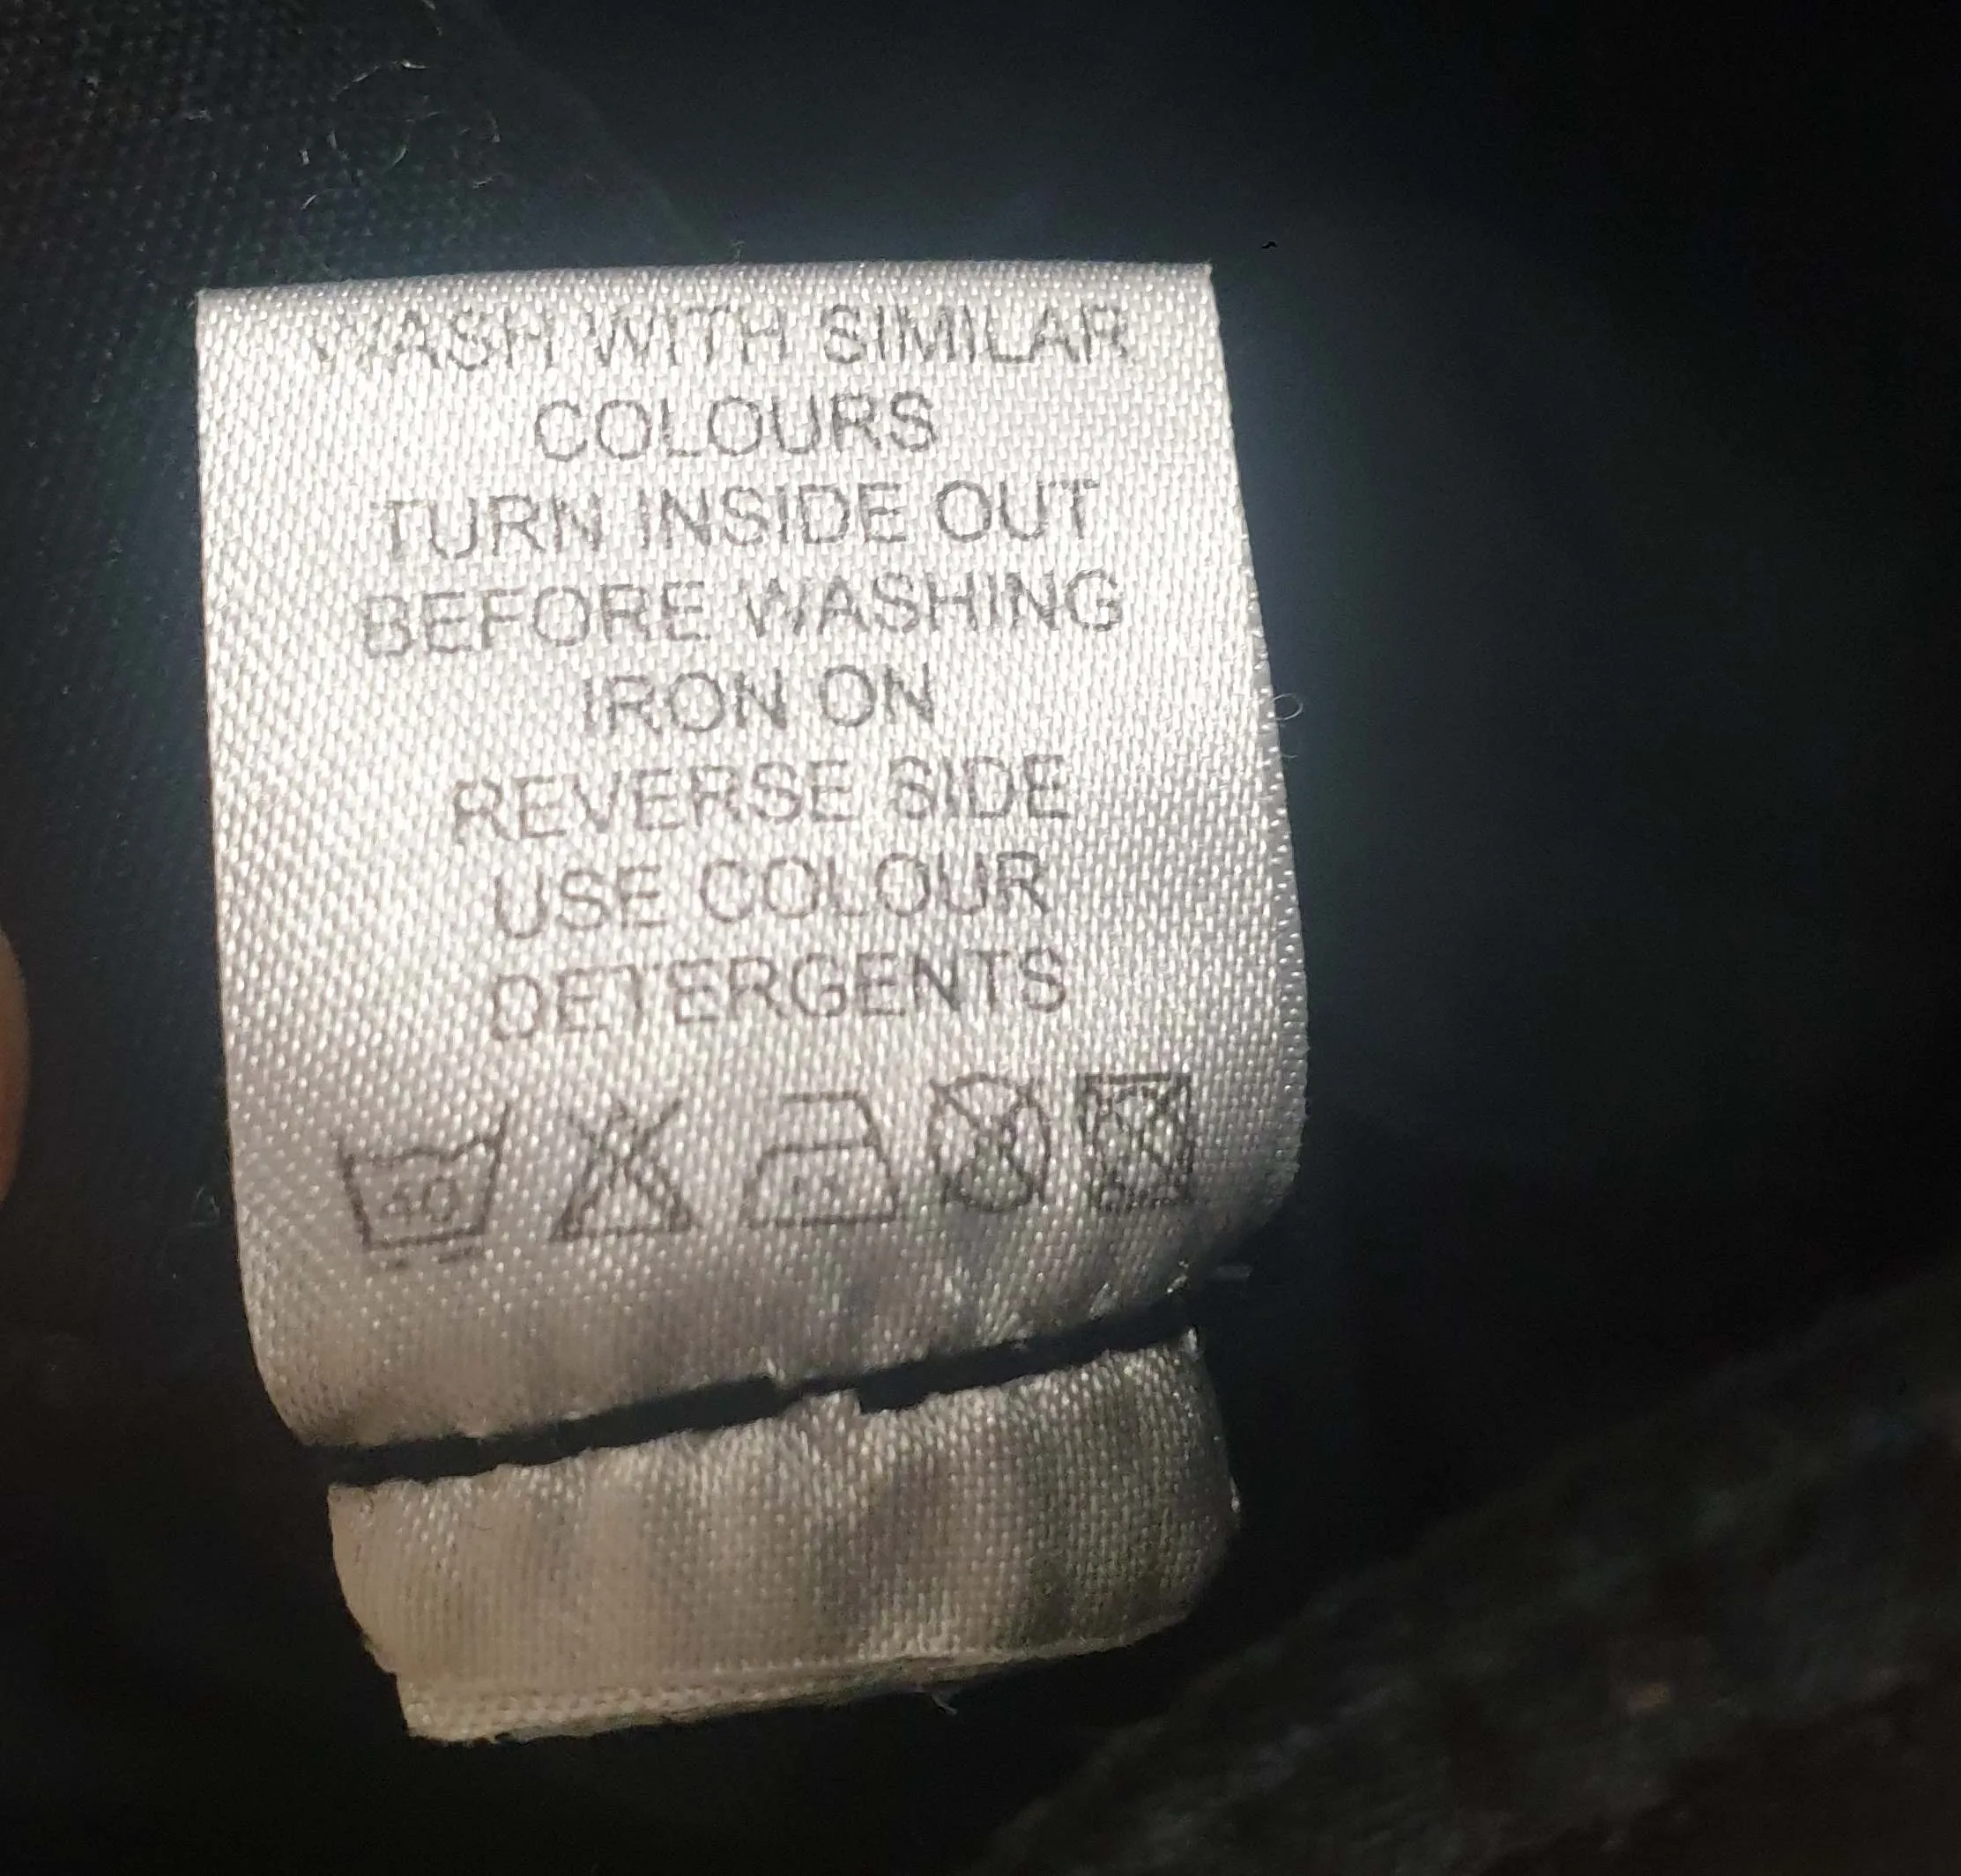 WASH WITH SIMILAR
COLOURS
TURN INSIDE OUT
BEFORE WASHING
IRON ON
REVERSE SIDE
USE COLOUR
DETERGENTS
40